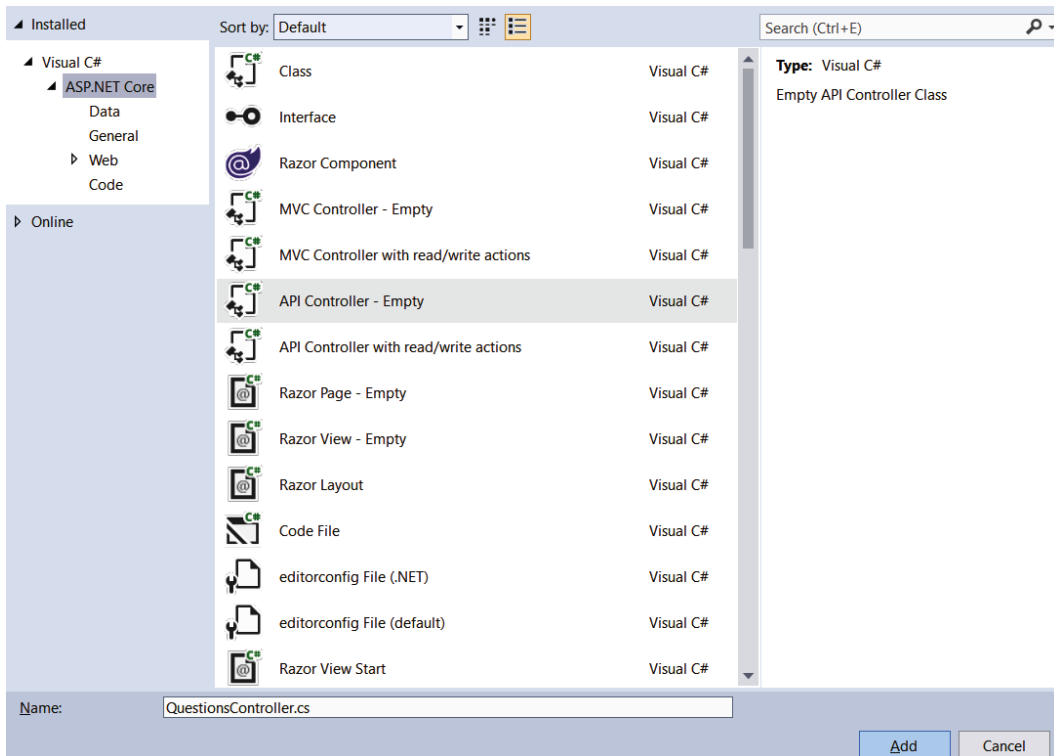 Installed
Visual C#
ASP.NET Core
Data
General
Web
Code
Online
Sort by: Default
Search (Ctrl+E)
Class Visual C#
Interface Visual C#
Razor Component Visual C#
MVC Controller - Empty Visual C#
MVC Controller with read/write actions Visual C#
API Controller - Empty Visual C#
API Controller with read/write actions Visual C#
Razor Page - Empty Visual C#
Razor View - Empty Visual C#
Razor Layout Visual C#
Code File Visual C#
editorconfig File (.NET) Visual C#
editorconfig File (default) Visual C#
Razor View Start Visual C#
Type: Visual C#
Empty API Controller Class
Name: QuestionsController.cs
Add Cancel